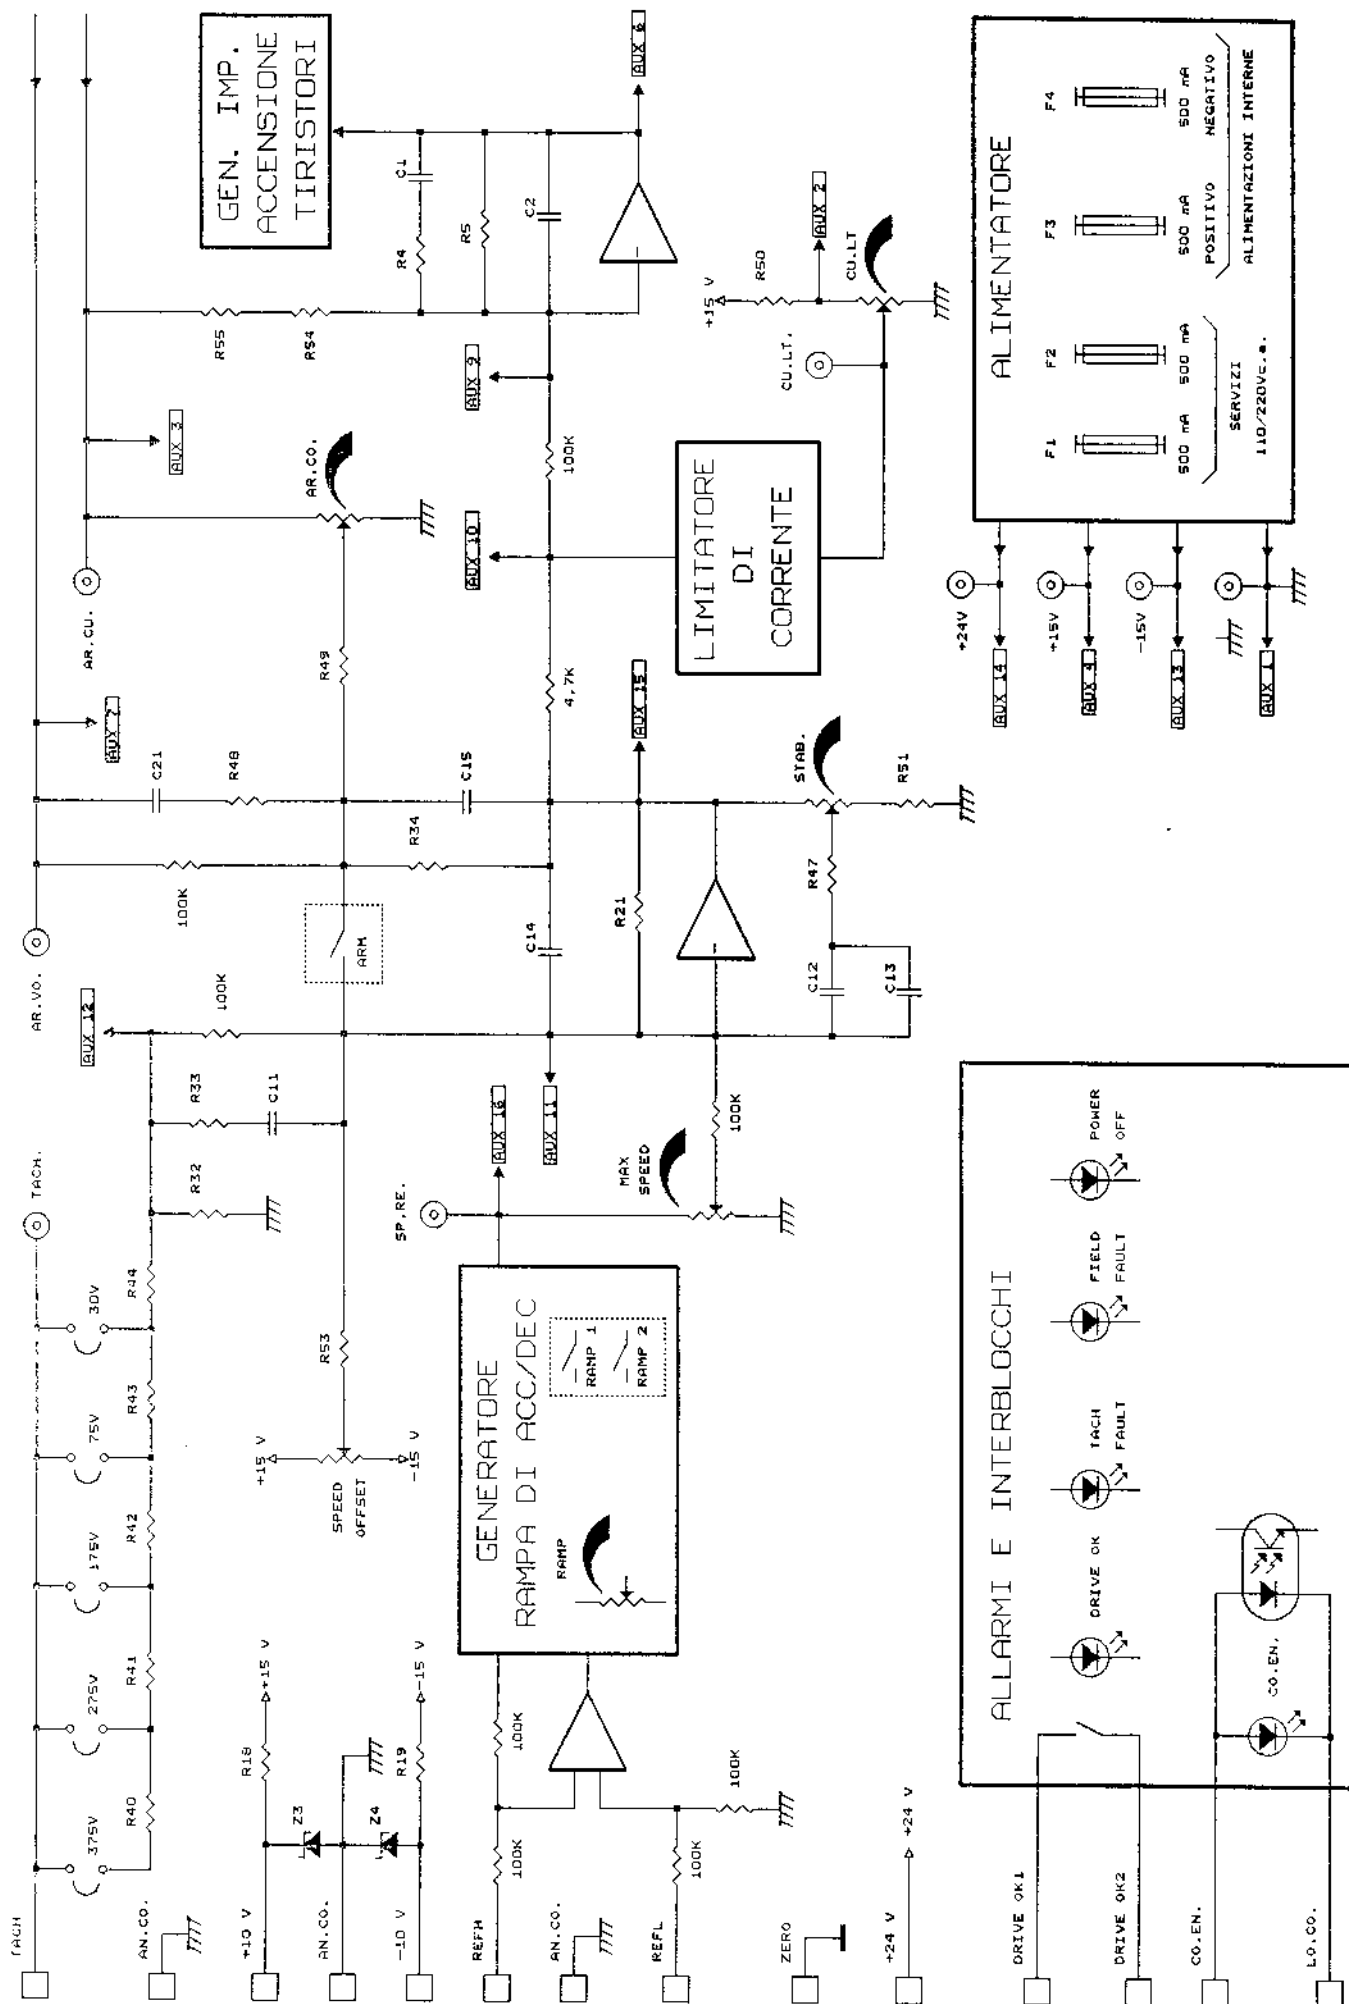 TACH
AN.CO.
+10 V
AN.CO.
-10 V
REFH
AN.CO.
REFL
ZERO
+24 V
+24 V
DRIVE OK1
DRIVE OK2
CO.EN.
LO.CO.
375V
275V
175V
75V
30V
TACH.
R40
R41
R42
R43
R44
R32
R33
C11
AUX 12
100K
R18
+15 V
Z3
Z4
R19
-15 V
+15 V
SPEED
OFFSET
-15 V
R53
100K
100K
100K
100K
GENERATORE
RAMPA DI ACC/DEC
RAMP
RAMP 1
RAMP 2
SP.RE.
AUX 16
AUX 11
MAX
SPEED
100K
AR.VO.
100K
ARM
C21
R48
AUX 7
R34
C15
C14
R21
AUX 15
C12
C13
R47
STAB.
R51
AR.CU.
AUX 3
R49
AR.CO.
4,7K
AUX 10
100K
AUX 9
LIMITATORE
DI
CORRENTE
CU.LT.
+15 V
R50
AUX 2
CU.LT
R55
R54
R4
C1
R5
C2
AUX 6
GEN. IMP.
ACCENSIONE
TIRISTORI
ALLARMI E INTERBLOCCHI
DRIVE OK
TACH
FAULT
FIELD
FAULT
POWER
OFF
CO.EN.
ALIMENTATORE
+24V
AUX 14
+15V
AUX 4
-15V
AUX 13
AUX 1
F1
F2
F3
F4
500 mA
500 mA
500 mA
500 mA
SERVIZI
110/220Vc.a.
POSITIVO
NEGATIVO
ALIMENTAZIONI INTERNE